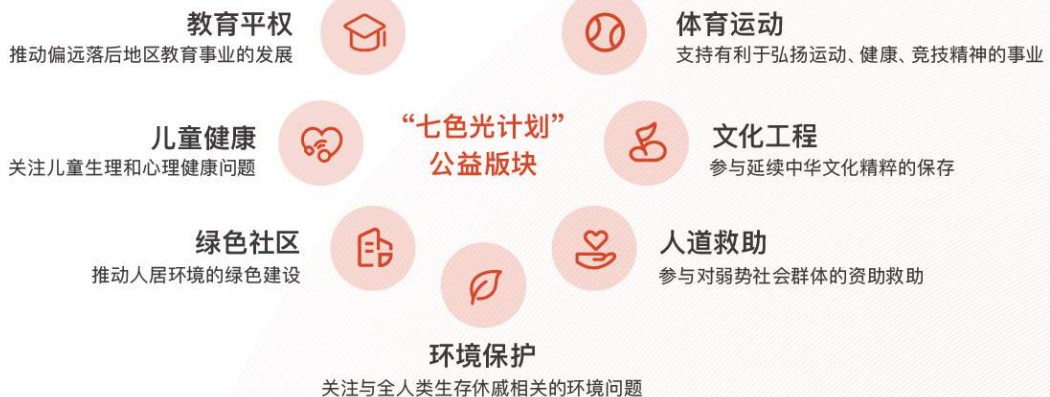 教育平权
推动偏远落后地区教育事业的发展
体育运动
支持有利于弘扬运动、健康、竞技精神的事业
儿童健康
关注儿童生理和心理健康问题
“七色光计划”
公益版块
文化工程
参与延续中华文化精粹的保存
绿色社区
推动人居环境的绿色建设
人道救助
参与对弱势社会群体的资助救助
环境保护
关注与全人类生存休戚相关的环境问题